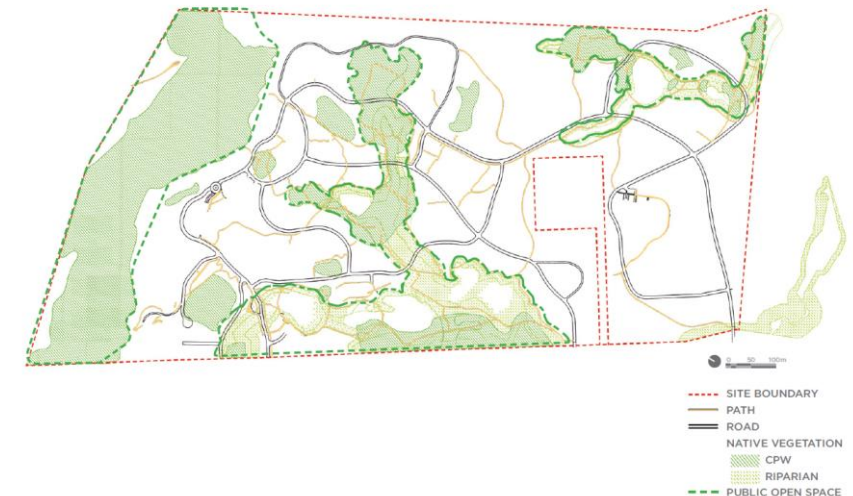 0 50 100m
SITE BOUNDARY
PATH
ROAD
NATIVE VEGETATION
CPW
RIPARIAN
PUBLIC OPEN SPACE